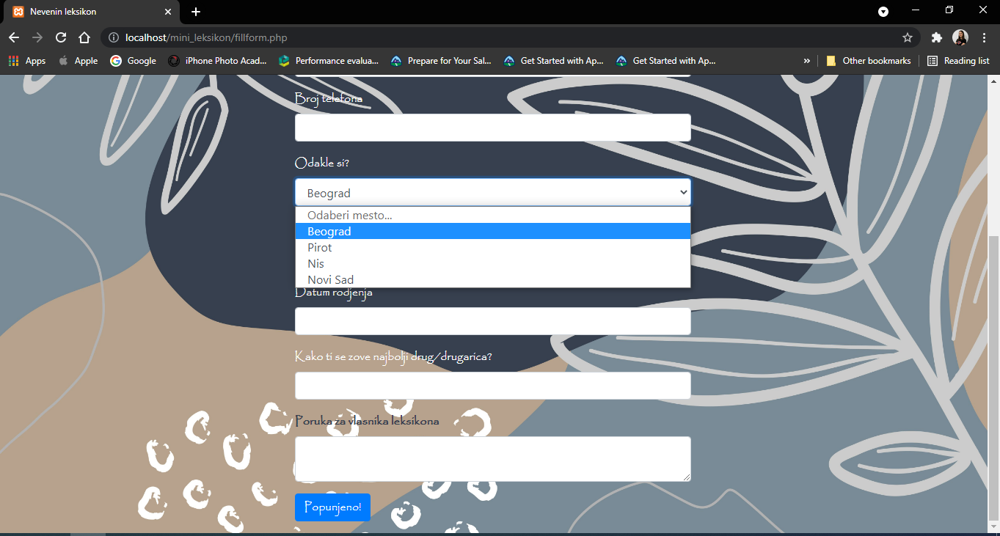 Nevenin leksikon
localhost/mini_leksikon/fillform.php
Apps Apple Google iPhone Photo Acad... Performance evalua... Prepare for Your Sal... Get Started with Ap... Get Started with Ap... » Other bookmarks Reading list
Broj telefona
Odakle si?
Beograd
Odaberi mesto...
Beograd
Pirot
Nis
Novi Sad
Datum rodjenja
Kako ti se zove najbolji drug/drugarica?
Poruka za vlasnika leksikona
Popunjeno!